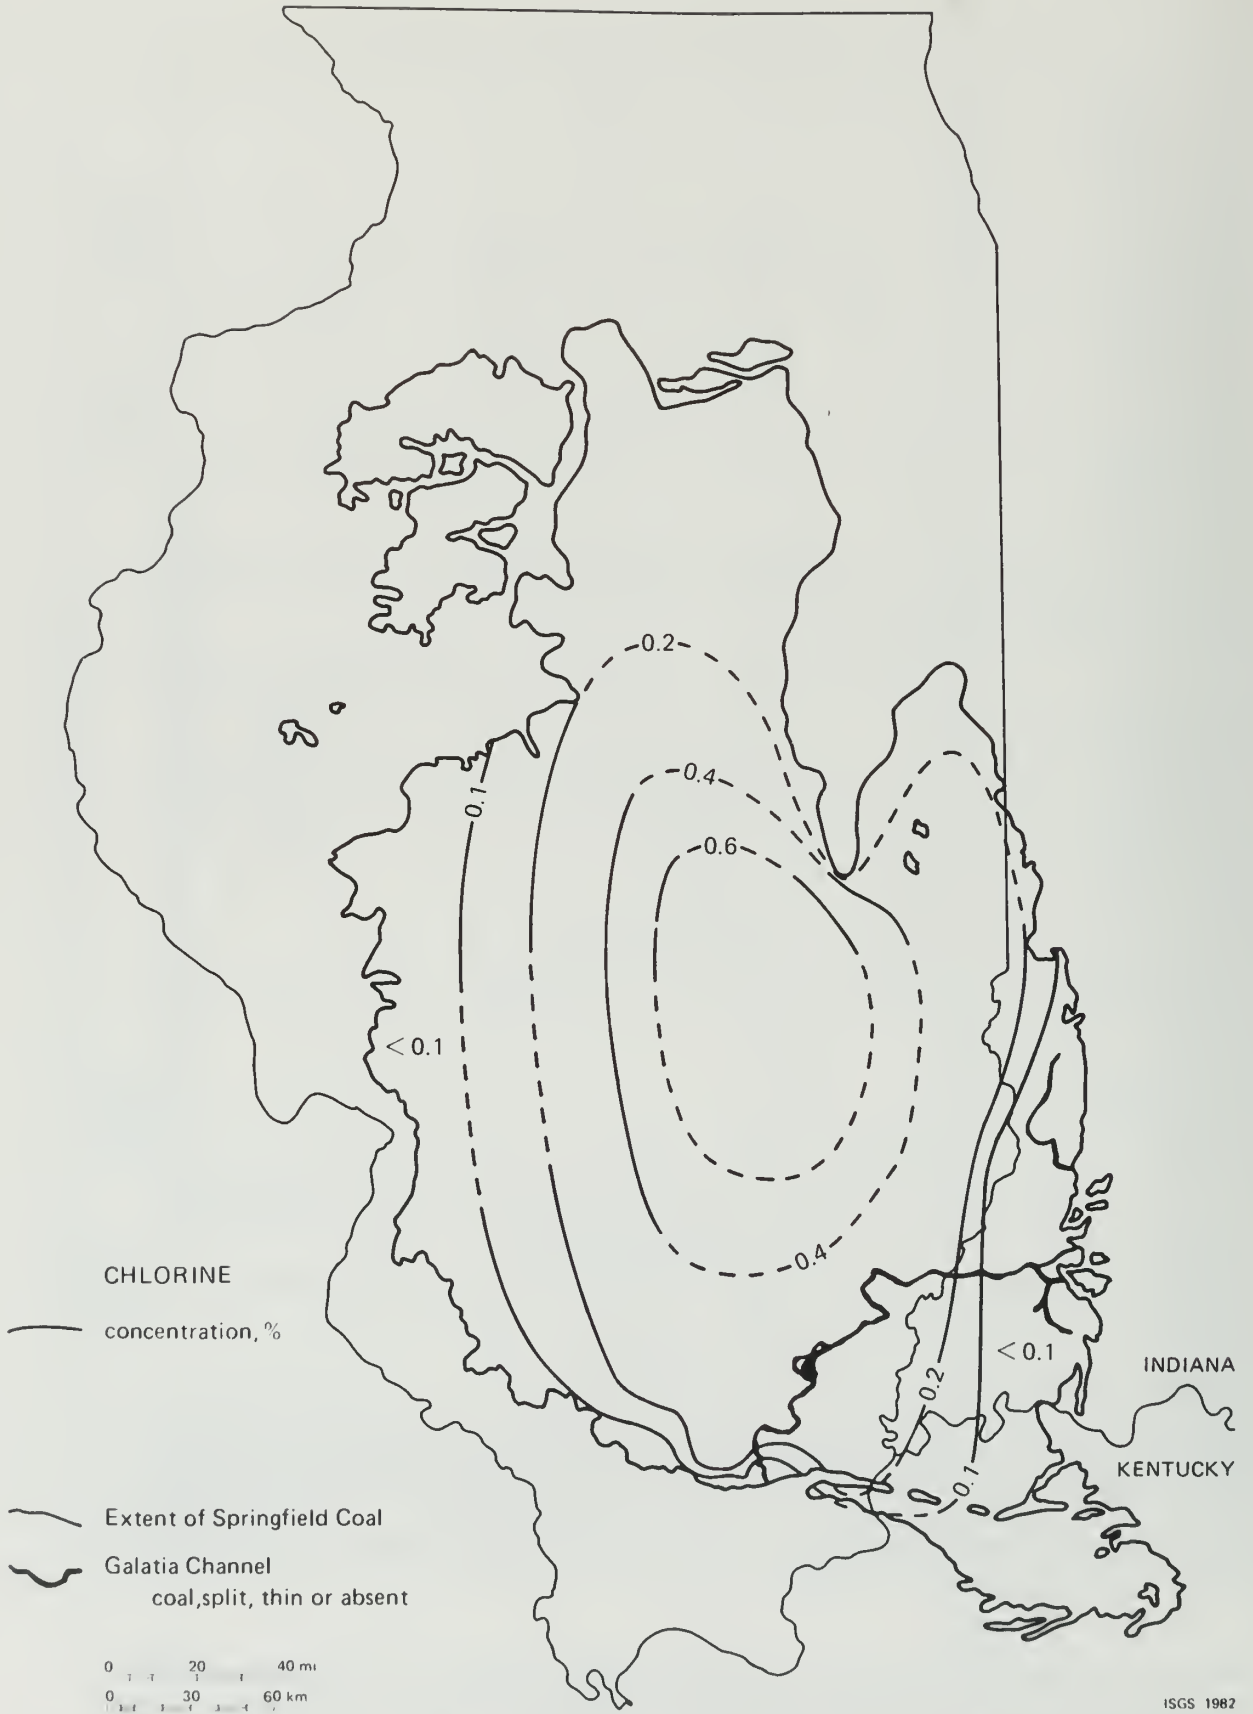 0.2
0.4
0.1
0.6
< 0.1
0.4
CHLORINE
concentration, %
< 0.1
INDIANA
0.2
KENTUCKY
0.1
Extent of Springfield Coal
Galatia Channel
coal,split, thin or absent
0 20 40 mi
0 30 60 km
ISGS 1982